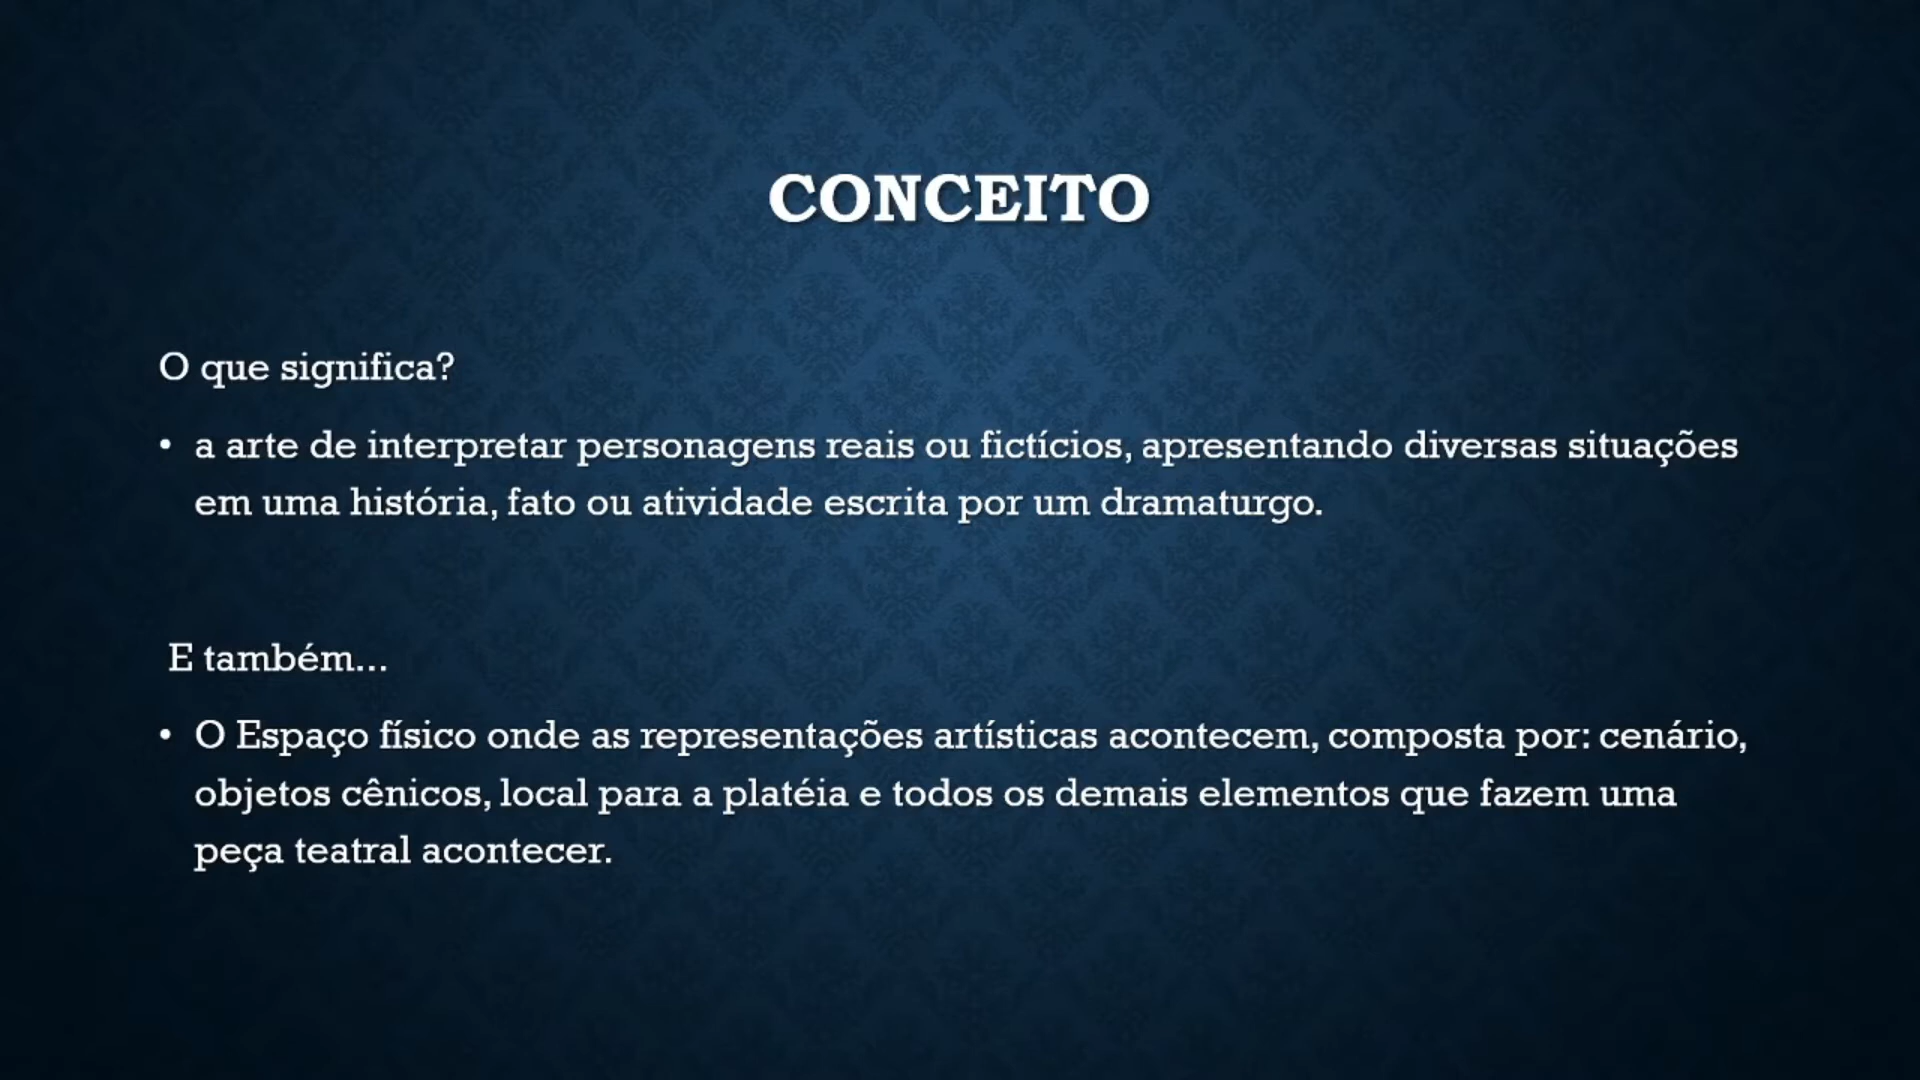 CONCEITO
O que significa?
• a arte de interpretar personagens reais ou fictícios, apresentando diversas situações
em uma história, fato ou atividade escrita por um dramaturgo.
E também...
• O Espaço físico onde as representações artísticas acontecem, composta por: cenário,
objetos cênicos, local para a platéia e todos os demais elementos que fazem uma
peça teatral acontecer.